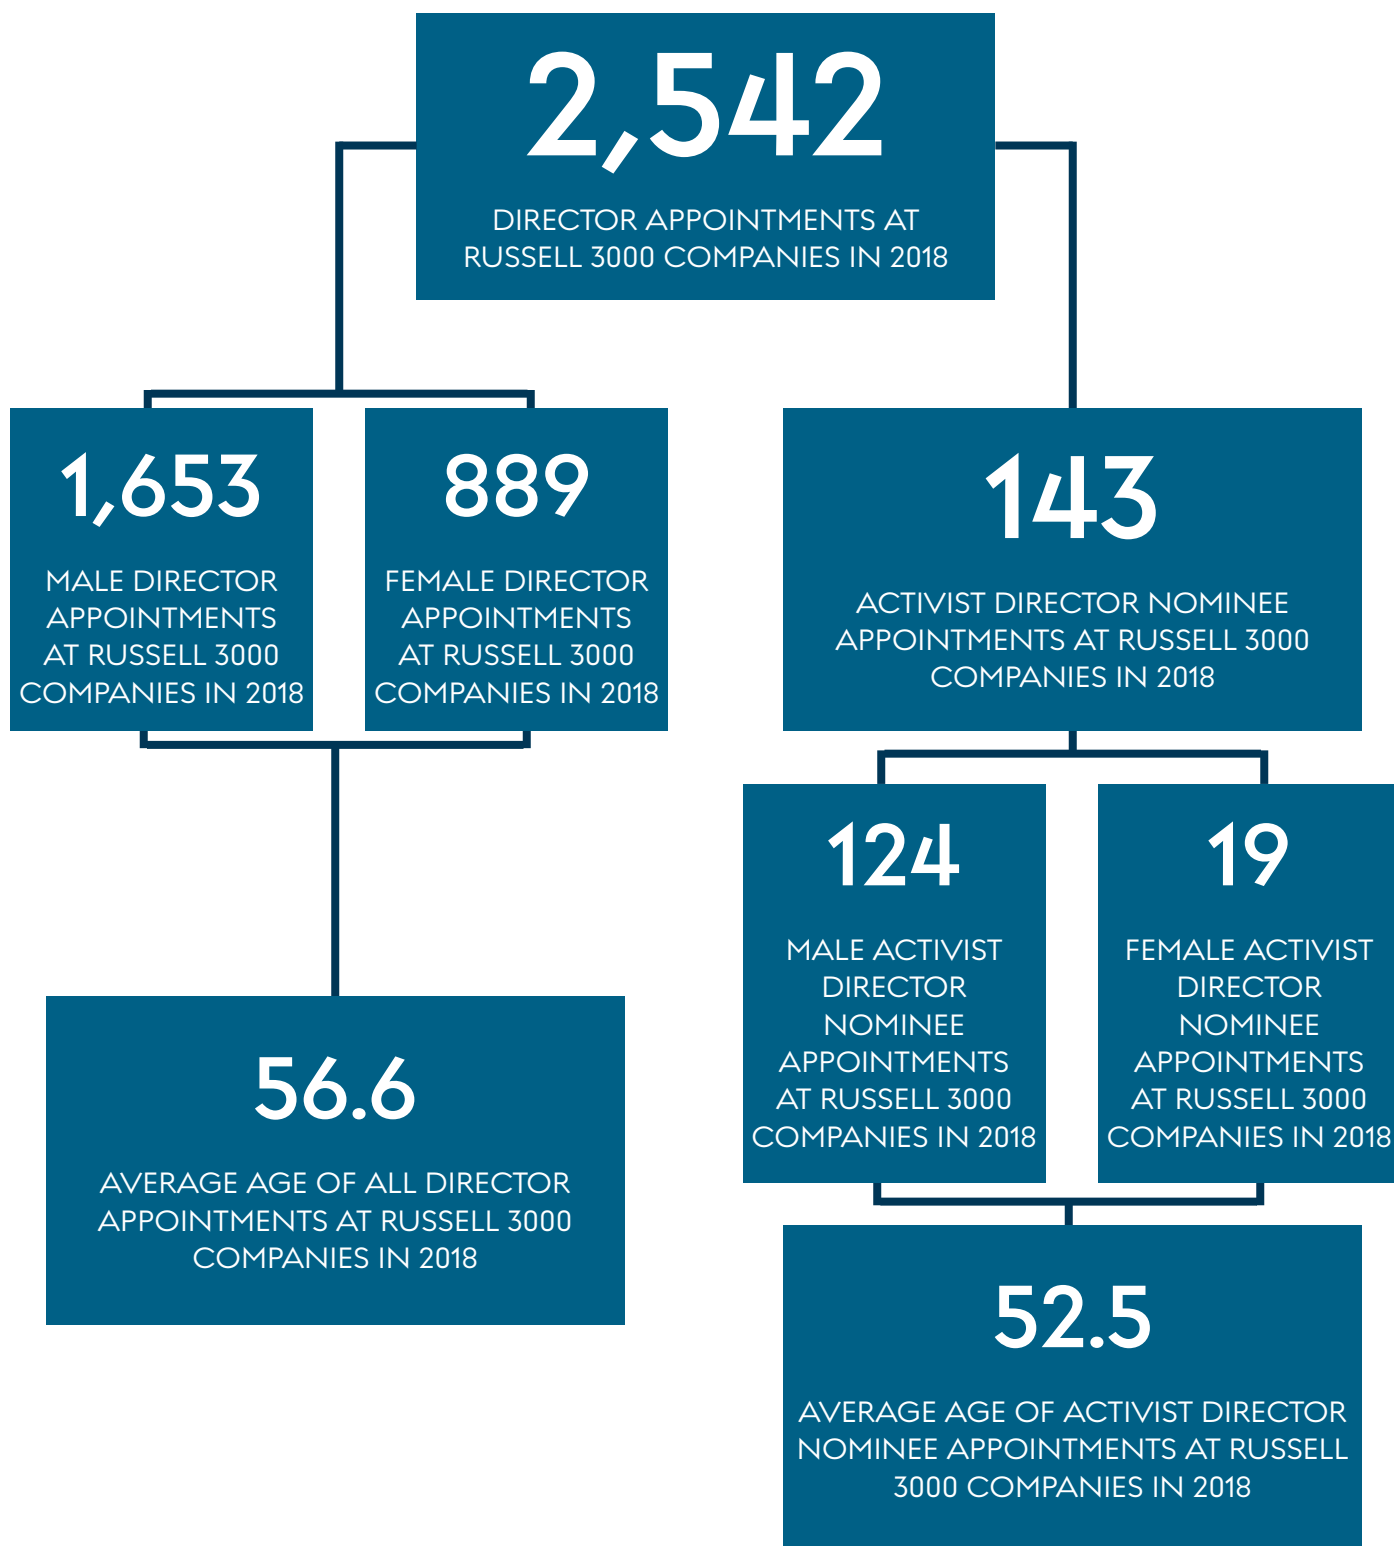 2,542
DIRECTOR APPOINTMENTS AT
RUSSELL 3000 COMPANIES IN 2018
1,653
MALE DIRECTOR
APPOINTMENTS
AT RUSSELL 3000
COMPANIES IN 2018
889
FEMALE DIRECTOR
APPOINTMENTS
AT RUSSELL 3000
COMPANIES IN 2018
143
ACTIVIST DIRECTOR NOMINEE
APPOINTMENTS AT RUSSELL 3000
COMPANIES IN 2018
124
MALE ACTIVIST
DIRECTOR
NOMINEE
APPOINTMENTS
AT RUSSELL 3000
COMPANIES IN 2018
19
FEMALE ACTIVIST
DIRECTOR
NOMINEE
APPOINTMENTS
AT RUSSELL 3000
COMPANIES IN 2018
56.6
AVERAGE AGE OF ALL DIRECTOR
APPOINTMENTS AT RUSSELL 3000
COMPANIES IN 2018
52.5
AVERAGE AGE OF ACTIVIST DIRECTOR
NOMINEE APPOINTMENTS AT RUSSELL
3000 COMPANIES IN 2018